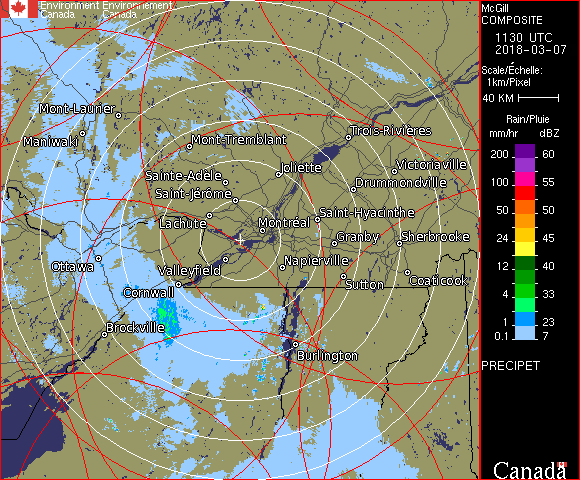 Environment Environnement
Canada Canada
McGill
COMPOSITE
1130 UTC
2018-03-07
Scale/Échelle:
1km/Pixel
40 KM
Rain/Pluie
mm/hr dBZ
200 60
100 55
50 50
24 45
12 40
4 33
1 23
0.1 7
PRECIPET
Canada
Mont-Laurier
Maniwaki
Mont-Tremblant
Trois-Rivières
Joliette
Victoriaville
Sainte-Adèle
Drummondville
Saint-Jérôme
Saint-Hyacinthe
Lachute
Montréal
Granby
Sherbrooke
Ottawa
Napierville
Valleyfield
Sutton
Coaticook
Cornwall
Brockville
Burlington